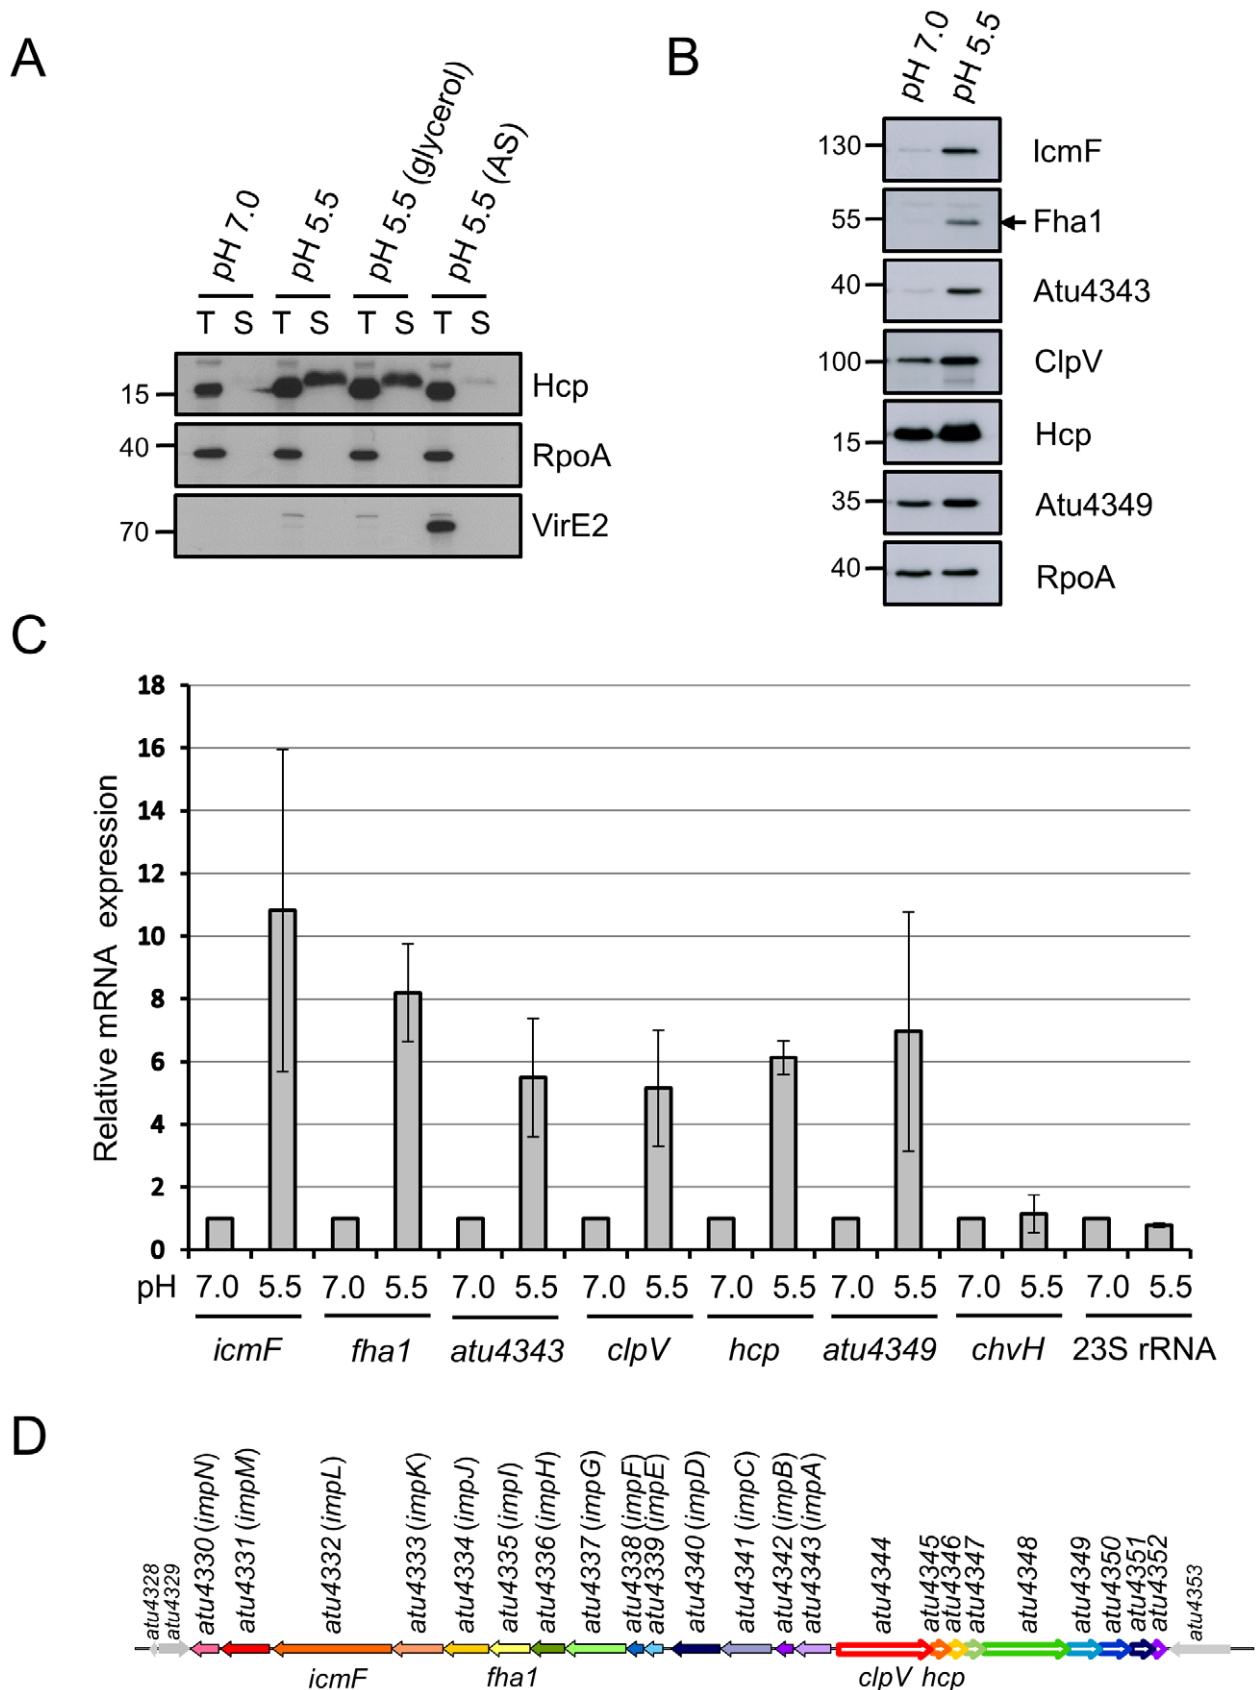 A
pH 7.0
pH 5.5
pH 5.5 (glycerol)
pH 5.5 (AS)
T S T S T S T S
15 Hcp
40 RpoA
70 VirE2
B
pH 7.0
pH 5.5
130 IcmF
55 Fha1
40 Atu4343
100 ClpV
15 Hcp
35 Atu4349
40 RpoA
C
Relative mRNA expression
18
16
14
12
10
8
6
4
2
0
pH 7.0 5.5 7.0 5.5 7.0 5.5 7.0 5.5 7.0 5.5 7.0 5.5 7.0 5.5 7.0 5.5
icmF fha1 atu4343 clpV hcp atu4349 chvH 23S rRNA
D
atu4328
atu4329
atu4330 (impN)
atu4331 (impM)
atu4332 (impL)
atu4333 (impK)
atu4334 (impJ)
atu4335 (impI)
atu4336 (impH)
atu4337 (impG)
atu4338 (impF)
atu4339 (impE)
atu4340 (impD)
atu4341 (impC)
atu4342 (impB)
atu4343 (impA)
atu4344
atu4345
atu4346
atu4347
atu4348
atu4349
atu4350
atu4351
atu4352
atu4353
icmF fha1 clpV hcp